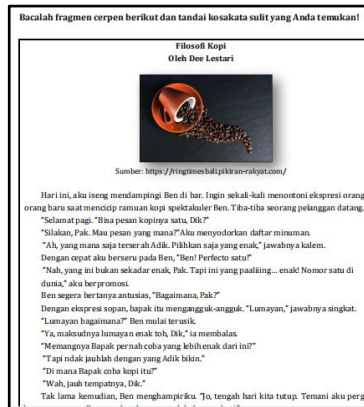 Bacalah fragmen cerpen berikut dan tandai kosakata sulit yang Anda temukan!
Filosofi Kopi
Oleh Dee Lestari
Sumber: https://ringtimesbali.pikiran-rakyat.com/
Hari ini, aku iseng mendampingi Ben di bar. Ingin sekali-kali menontoni ekspresi orang
orang baru saat mencicip ramuan kopi spektakuler Ben. Tiba-tiba seorang pelanggan datang.
"Selamat pagi. "Bisa pesan kopinya satu, Dik?"
"Silakan, Pak. Mau pesan yang mana?" Aku menyodorkan daftar minuman.
"Ah, yang mana saja terserah Adik. Pilihkan saja yang enak," jawabnya kalem.
Dengan cepat aku berseru pada Ben, "Ben! Perfecto satu!"
"Nah, yang ini bukan sekadar enak, Pak. Tapi ini yang paaliiing... enak! Nomor satu di
dunia," aku berpromosi.
Ben segera bertanya antusias, "Bagaimana, Pak?"
Dengan ekspresi sopan, bapak itu mengangguk-angguk. "Lumayan," jawabnya singkat.
"Lumayan bagaimana?" Ben mulai terusik.
"Ya, maksudnya lumayan enak toh, Dik," ia membalas.
"Memangnya Bapak pernah coba yang lebih enak dari ini?"
"Tapi ndak jauhlah dengan yang Adik bikin."
"Di mana Bapak coba kopi itu?"
"Wah, jauh tempatnya, Dik."
Tak lama kemudian, Ben menghampiriku. "Jo, tengah hari kita tutup. Temani aku perg